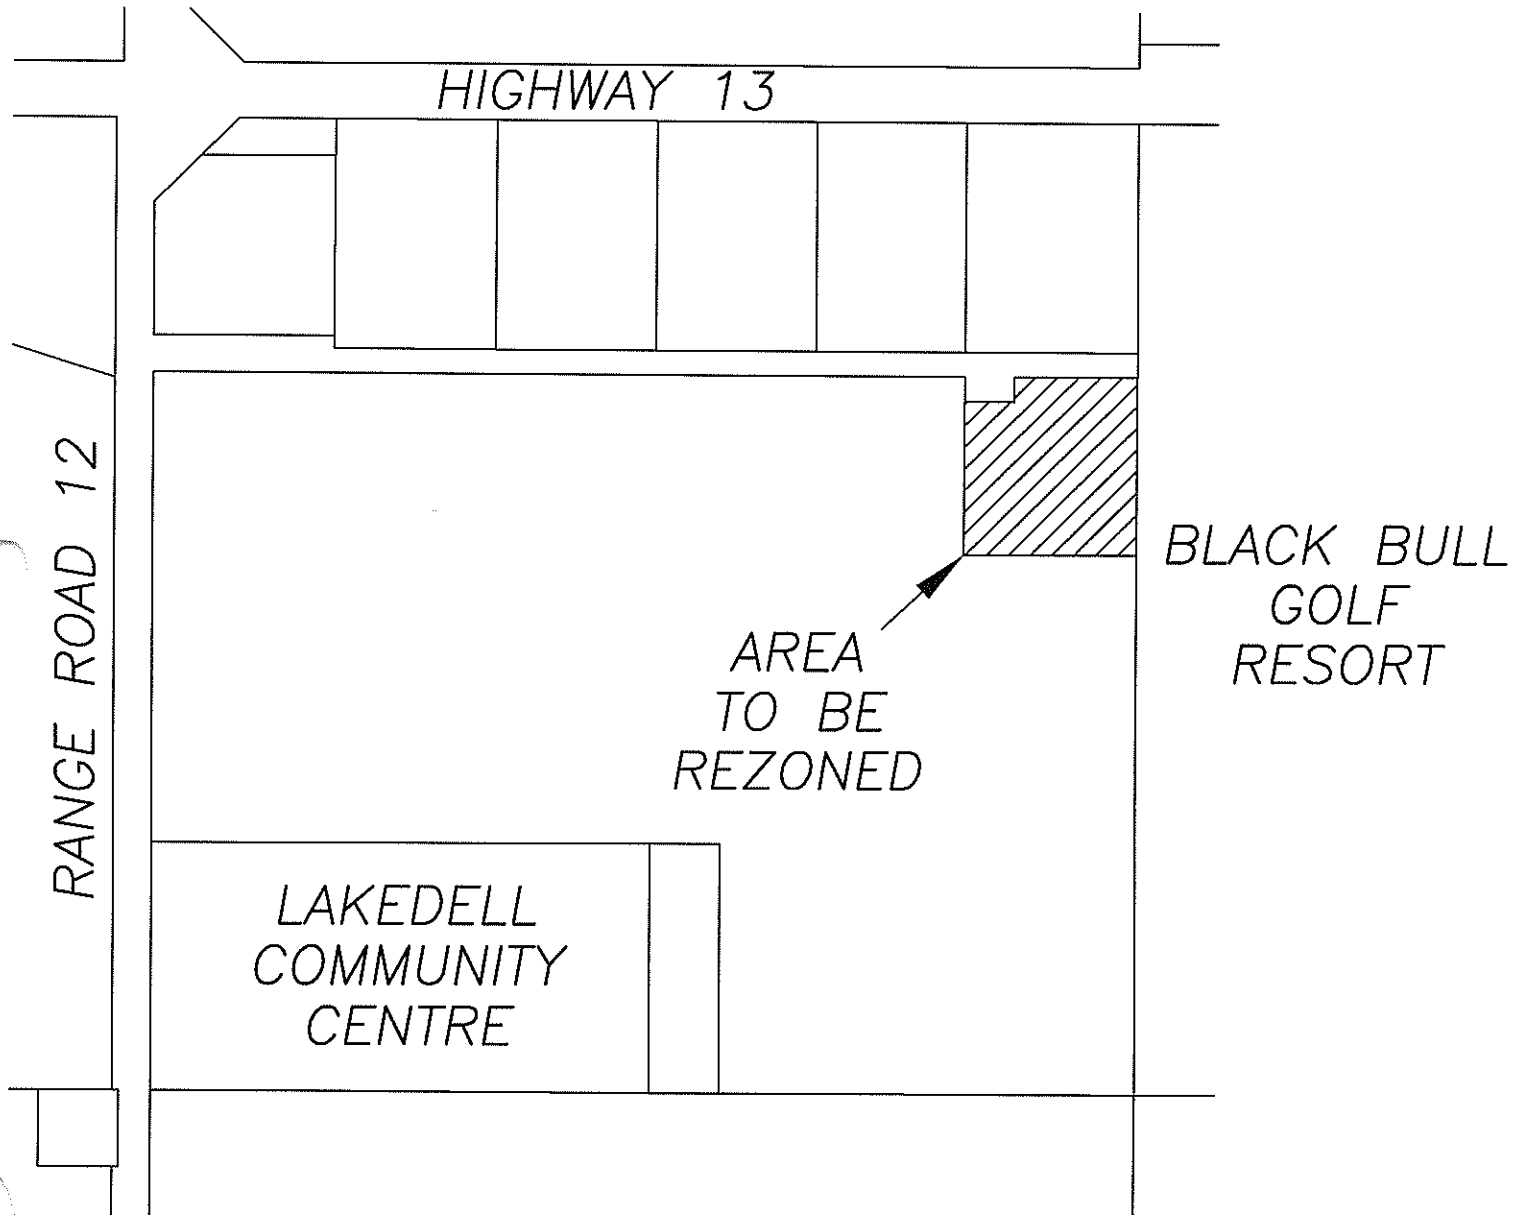 HIGHWAY 13
RANGE ROAD 12
BLACK BULL
GOLF
RESORT
AREA
TO BE
REZONED
LAKEDELL
COMMUNITY
CENTRE